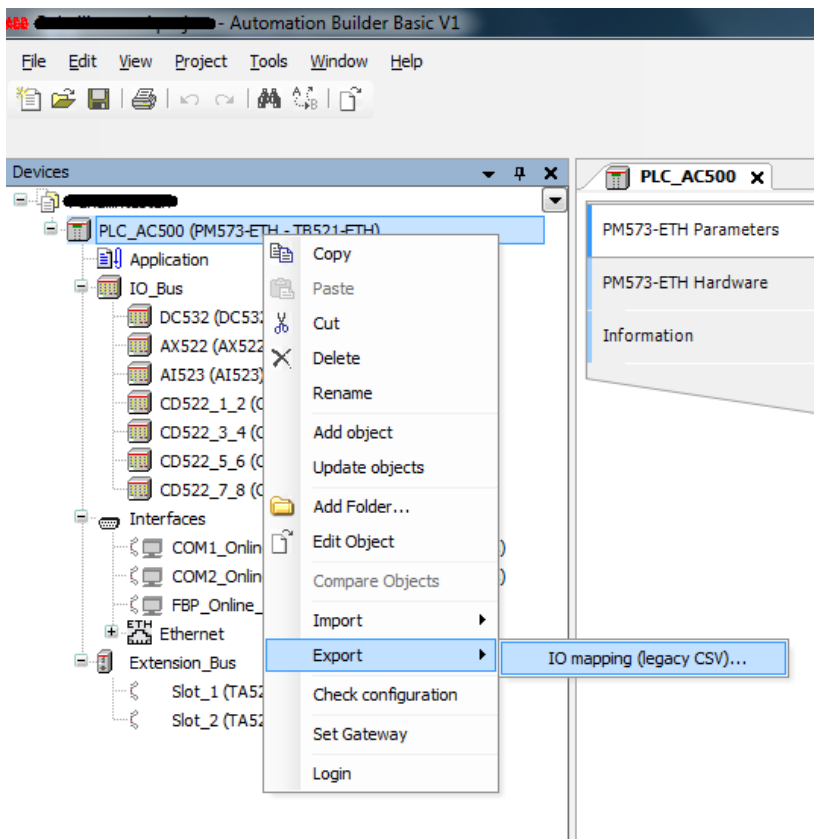 - Automation Builder Basic V1
File Edit View Project Tools Window Help
Devices
PLC_AC500
PLC_AC500 (PM573-ETH - TB521-ETH)
PM573-ETH Parameters
PM573-ETH Hardware
Information
Application
IO_Bus
DC532 (DC532
AX522 (AX522
AI523 (AI523)
CD522_1_2 (C
CD522_3_4 (C
CD522_5_6 (C
CD522_7_8 (C
Interfaces
COM1_Onlin
COM2_Onlin
FBP_Online_
ETH
Ethernet
Extension_Bus
Slot_1 (TA52
Slot_2 (TA52
Copy
Paste
Cut
Delete
Rename
Add object
Update objects
Add Folder...
Edit Object
Compare Objects
Import
Export
IO mapping (legacy CSV)...
Check configuration
Set Gateway
Login